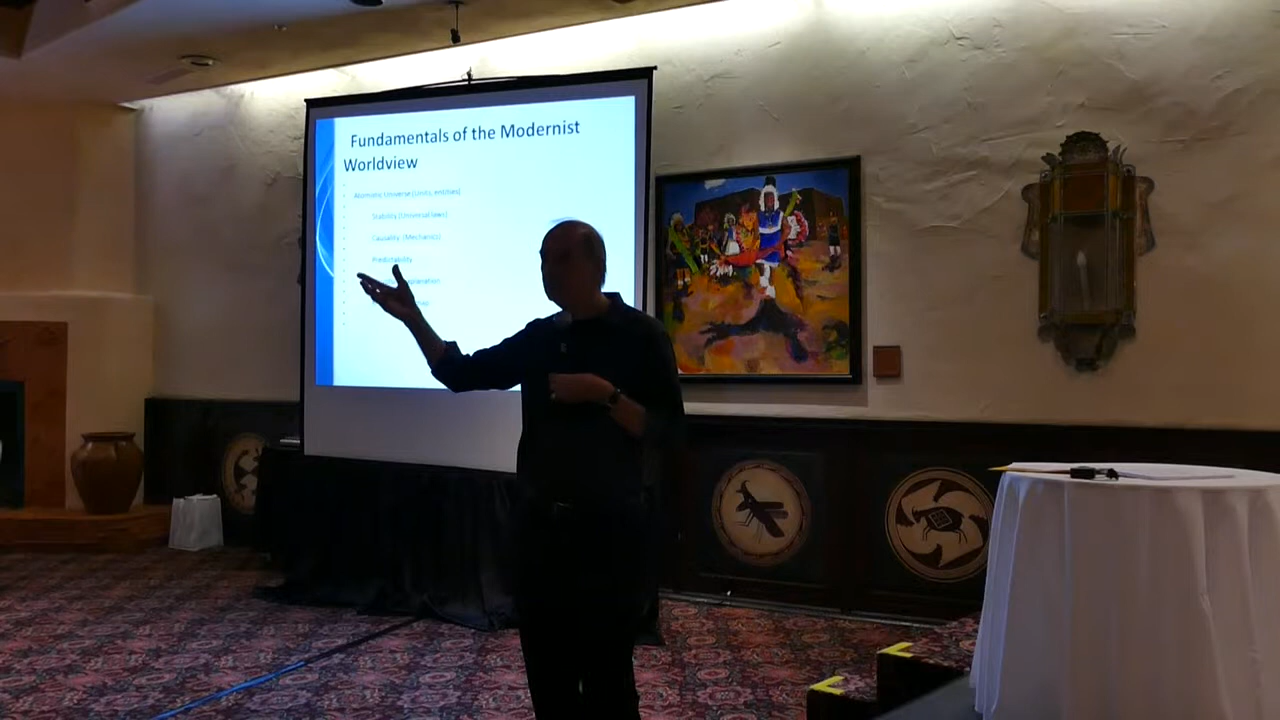 Fundamentals of the Modernist
Worldview
Atomistic Universe (Units, entities)
Stability (Universal laws)
Causality (Mechanics)
Predictability